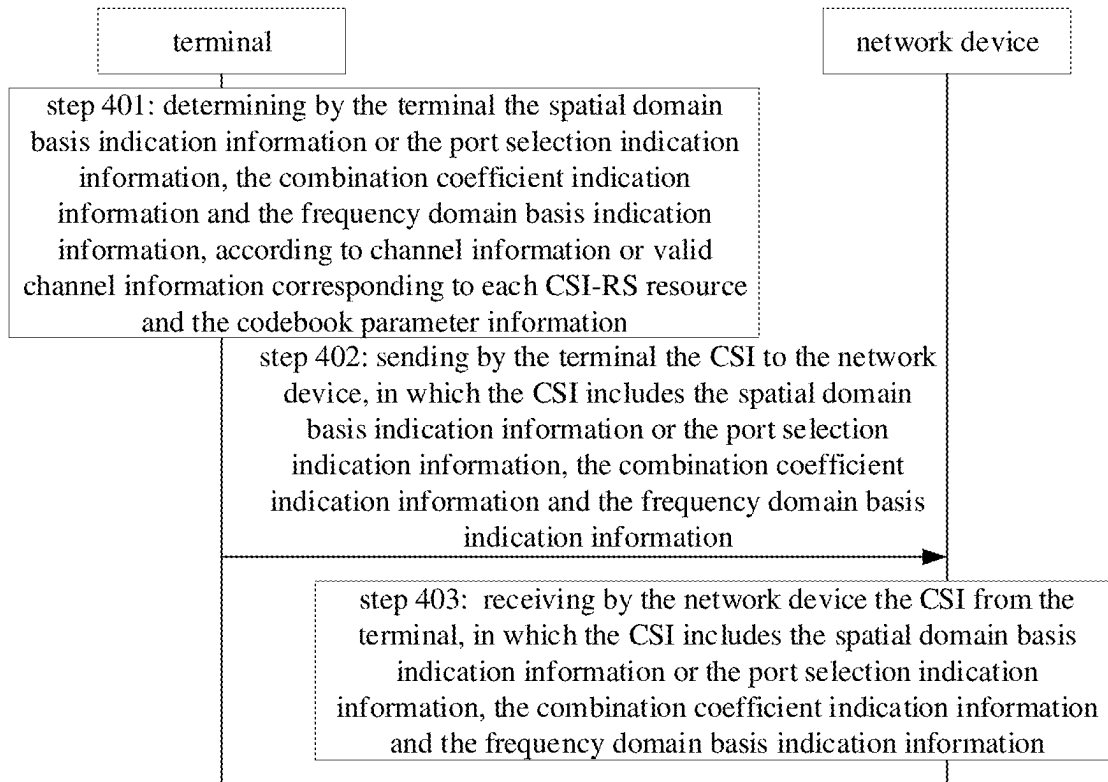 terminal
network device
step 401: determining by the terminal the spatial domain
basis indication information or the port selection indication
information, the combination coefficient indication
information and the frequency domain basis indication
information, according to channel information or valid
channel information corresponding to each CSI-RS resource
and the codebook parameter information
step 402: sending by the terminal the CSI to the network
device, in which the CSI includes the spatial domain
basis indication information or the port selection
indication information, the combination coefficient
indication information and the frequency domain basis
indication information
step 403: receiving by the network device the CSI from the
terminal, in which the CSI includes the spatial domain basis
indication information or the port selection indication
information, the combination coefficient indication information
and the frequency domain basis indication information